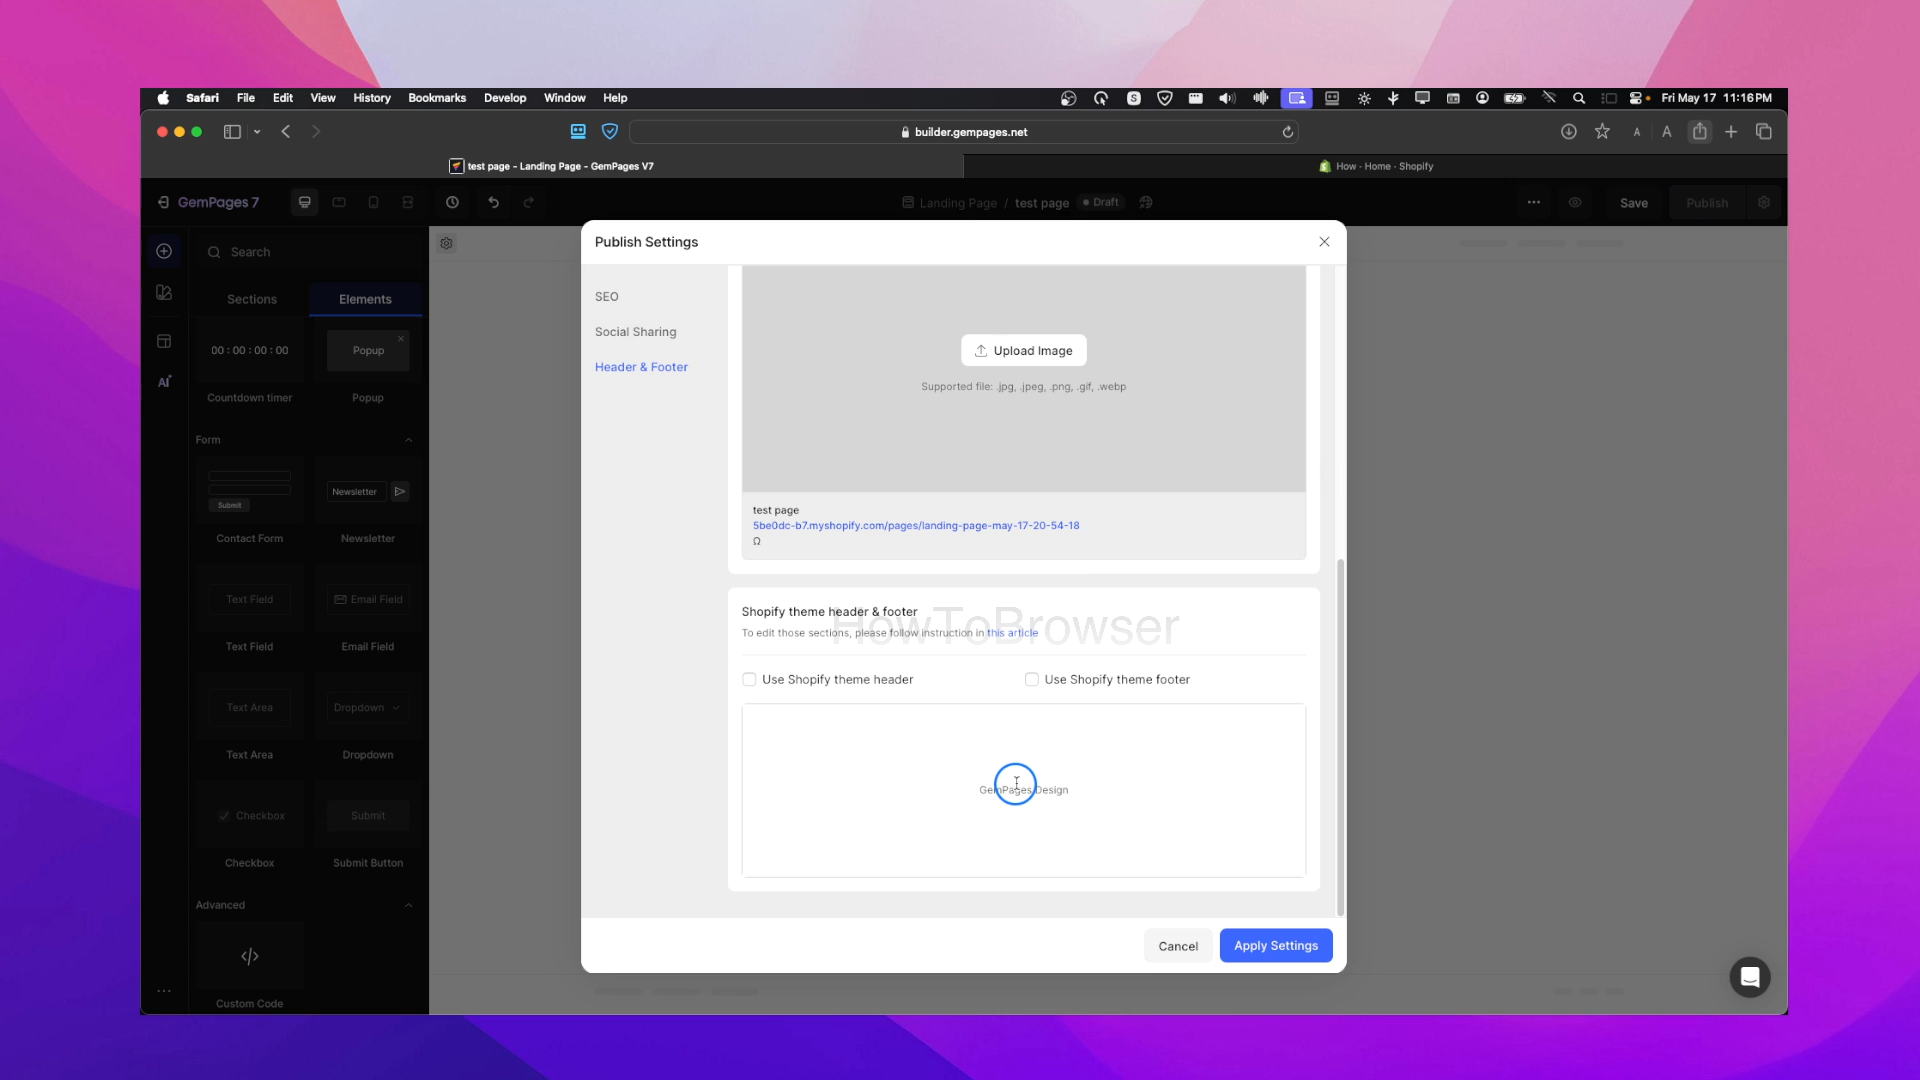 Safari File Edit View History Bookmarks Develop Window Help
Fri May 17 11:16 PM
builder.gempages.net
test page - Landing Page - GemPages V7
How · Home · Shopify
GemPages 7
Landing Page / test page Draft
Save
Publish
Search
Sections
Elements
00 : 00 : 00 : 00
Popup
Countdown timer
Popup
Form
Submit
Newsletter
Contact Form
Newsletter
Text Field
Email Field
Text Field
Email Field
Text Area
Dropdown
Text Area
Dropdown
Checkbox
Submit
Checkbox
Submit Button
Advanced
</>
Custom Code
AI
Publish Settings
SEO
Social Sharing
Header & Footer
Upload Image
Supported file: .jpg, .jpeg, .png, .gif, .webp
test page
5be0dc-b7.myshopify.com/pages/landing-page-may-17-20-54-18
Ω
Shopify theme header & footer
To edit those sections, please follow instruction in this article
HowToBrowser
Use Shopify theme header
Use Shopify theme footer
GemPages Design
Cancel
Apply Settings